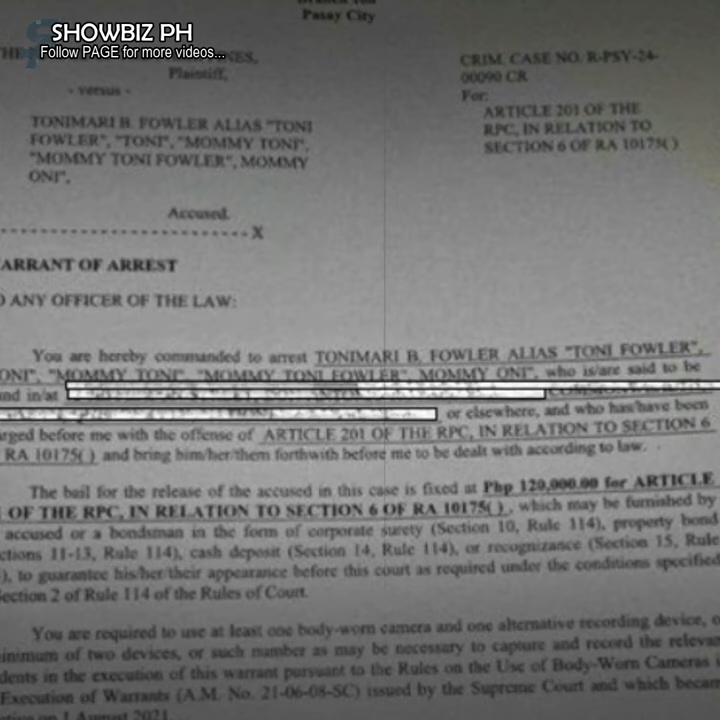 Pasay City
SHOWBIZ PH
Follow PAGE for more videos...
Plaintiff,
- versus -
TONIMARI B. FOWLER ALIAS "TONI
FOWLER", "TONI", "MOMMY TONI",
"MOMMY TONI FOWLER", MOMMY
ONI",
Accused.
X
CRIM. CASE NO. R-PSY-24-
00090 CR
For:
ARTICLE 201 OF THE
RPC, IN RELATION TO
SECTION 6 OF RA 10175( )
ARRANT OF ARREST
O ANY OFFICER OF THE LAW:
You are hereby commanded to arrest TONIMARI B. FOWLER ALIAS "TONI FOWLER",
ONI", "MOMMY TONI", "MOMMY TONI FOWLER", MOMMY ONI", who is/are said to be
nd in/at
or elsewhere, and who has/have been
arged before me with the offense of ARTICLE 201 OF THE RPC, IN RELATION TO SECTION 6
RA 10175( ) and bring him/her/them forthwith before me to be dealt with according to law.
The bail for the release of the accused in this case is fixed at Php 120,000.00 for ARTICLE
OF THE RPC, IN RELATION TO SECTION 6 OF RA 10175( ), which may be furnished by
accused or a bondsman in the form of corporate surety (Section 10, Rule 114), property bond
ctions 11-13, Rule 114), cash deposit (Section 14, Rule 114), or recognizance (Section 15, Rule
), to guarantee his/her/their appearance before this court as required under the conditions specified
ection 2 of Rule 114 of the Rules of Court.
You are required to use at least one body-worn camera and one alternative recording device, o
inimum of two devices, or such number as may be necessary to capture and record the relevan
dents in the execution of this warrant pursuant to the Rules on the Use of Body-Worn Cameras
Execution of Warrants (A.M. No. 21-06-08-SC) issued by the Supreme Court and which becam
on 1 August 2021.